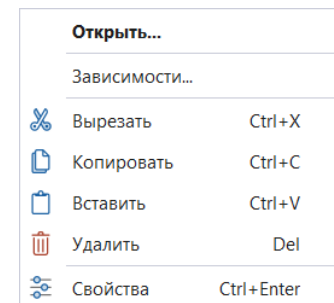 Открыть...
Зависимости...
Вырезать Ctrl+X
Копировать Ctrl+C
Вставить Ctrl+V
Удалить Del
Свойства Ctrl+Enter